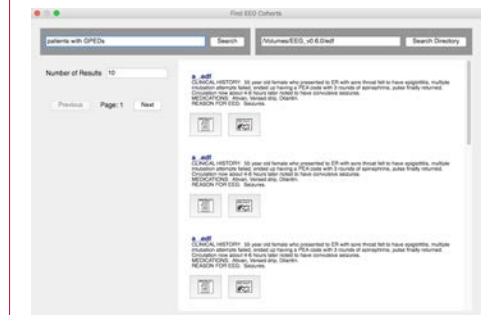 Find EEG Cohorts
patients with GPEDs
Search
/Volumes/EEG_v0.6.0/edf
Search Directory
Number of Results 10
Previous Page: 1 Next
a_.edf
CLINICAL HISTORY: 55 year old female who presented to ER with sore throat felt to have epiglottitis, multiple
intubation attempts failed, ended up having a PEA code with 3 rounds of epinephrine, pulse finally returned.
Circulation now about 4-6 hours later noted to have convulsive seizures.
MEDICATIONS: Ativan, Versed drip, Dilantin.
REASON FOR EEG: Seizures.
a_.edf
CLINICAL HISTORY: year old who presented to ER with sore throat felt to have epiglottitis, multiple
intubation attempts failed, ended up having a PEA code with 3 rounds of epinephrine, pulse finally returned.
Circulation now about 4-6 hours later noted to have convulsive seizures.
MEDICATIONS: Ativan, Versed drip, Dilantin.
REASON FOR EEG: Seizures.
a_.edf
CLINICAL HISTORY: year old who presented to ER with sore throat felt to have epiglottitis, multiple
intubation attempts failed, ended up having a PEA code with 3 rounds of epinephrine, pulse finally returned.
Circulation now about 4-6 hours later noted to have convulsive seizures.
MEDICATIONS: Ativan, Versed drip, Dilantin.
REASON FOR EEG: Seizures.